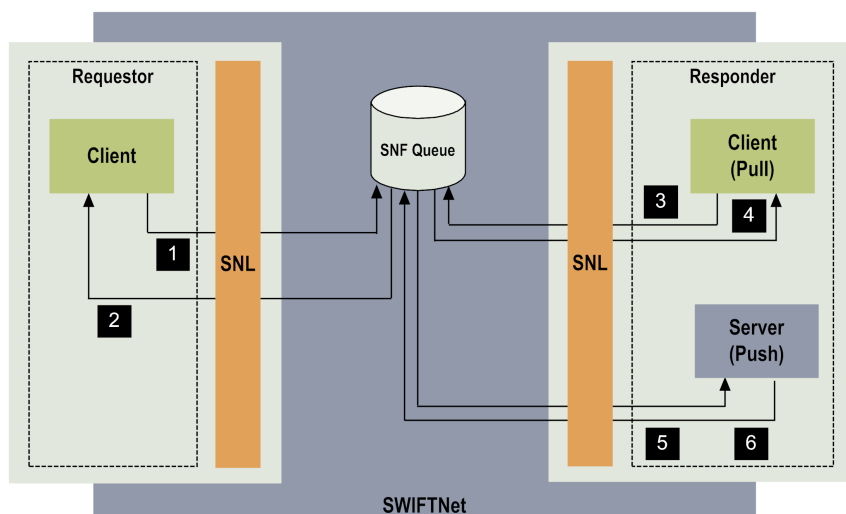 Requestor
Responder
Client
SNF Queue
Client
(Pull)
3
4
1
SNL
SNL
2
Server
(Push)
5
6
SWIFTNet